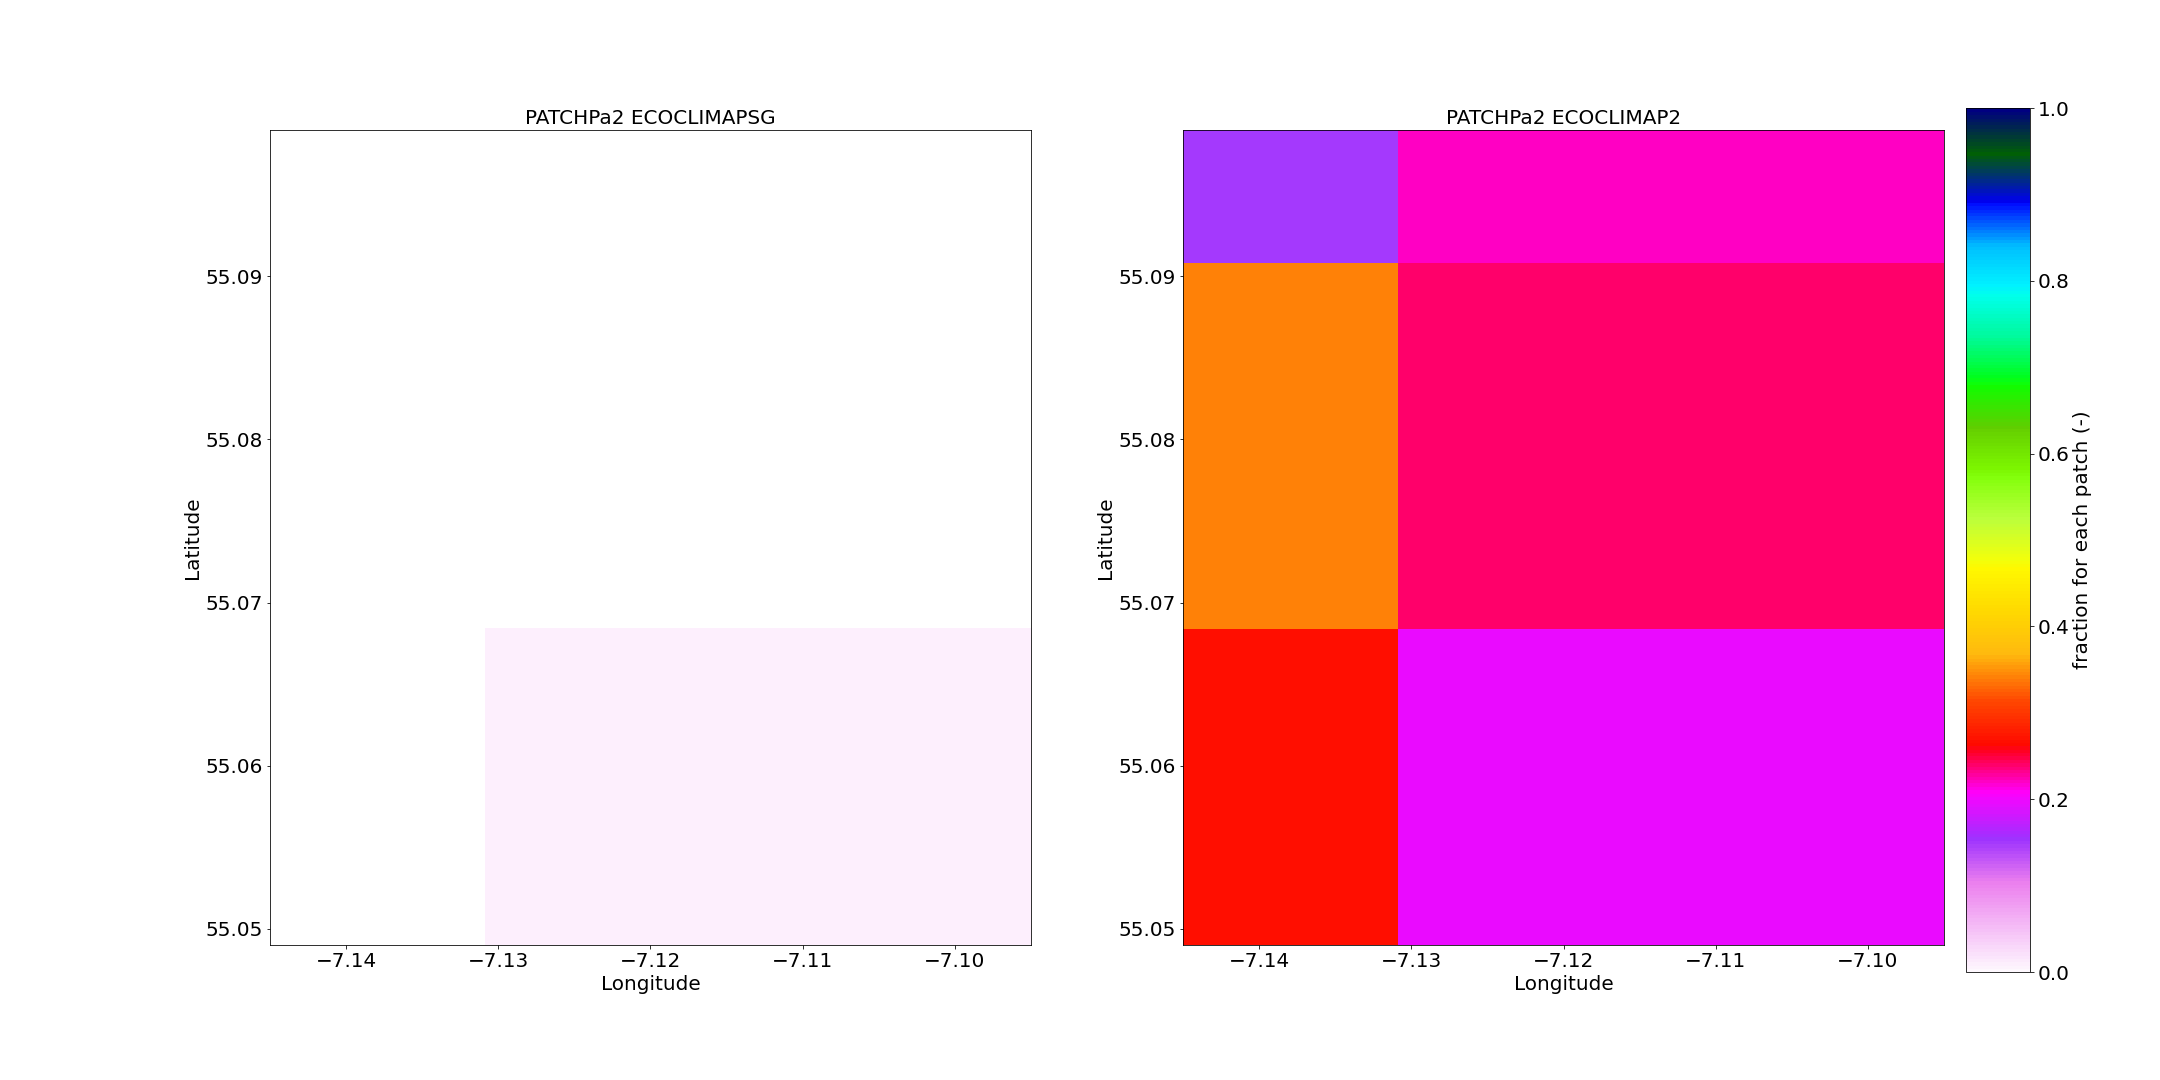 PATCHPa2 ECOCLIMAPSG
55.09
55.08
55.07
55.06
55.05
Latitude
−7.14 −7.13 −7.12 −7.11 −7.10
Longitude
PATCHPa2 ECOCLIMAP2
55.09
55.08
55.07
55.06
55.05
Latitude
−7.14 −7.13 −7.12 −7.11 −7.10
Longitude
1.0
0.8
0.6
0.4
0.2
0.0
fraction for each patch (-)